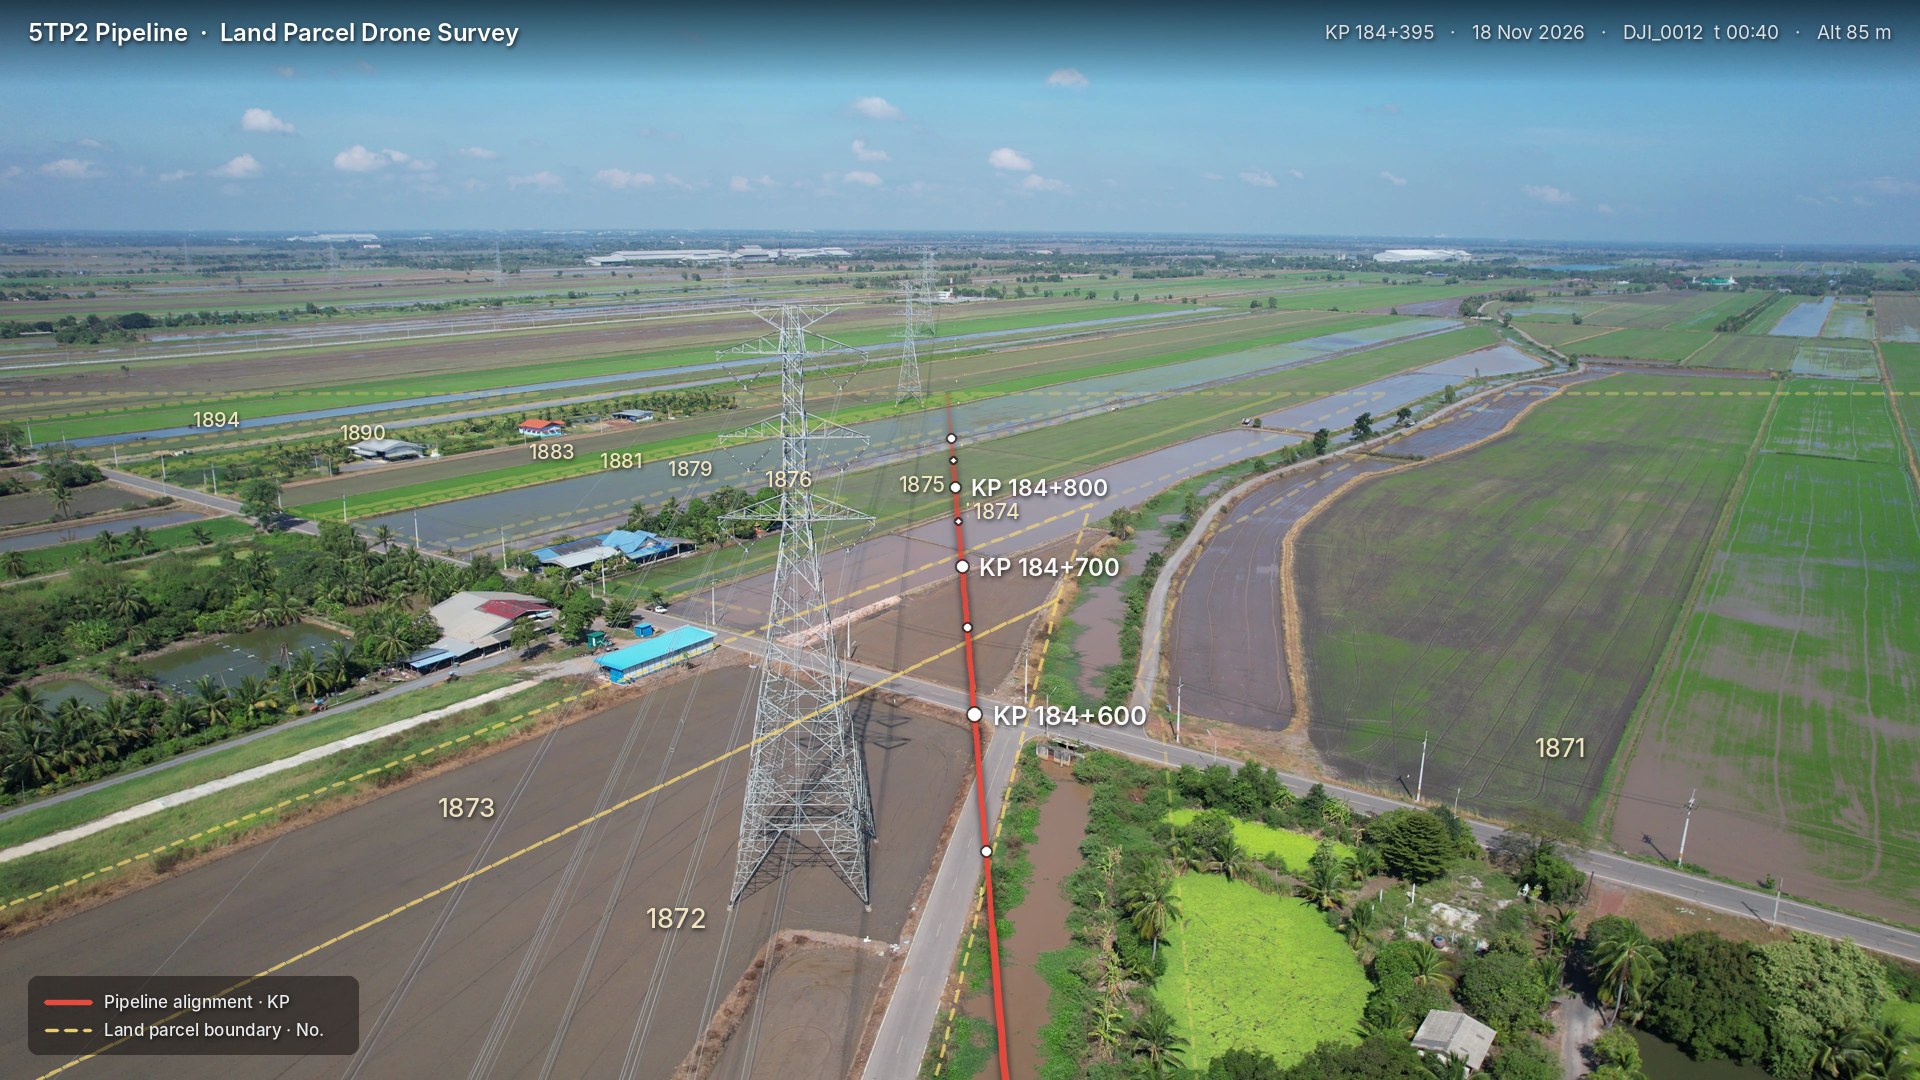 5TP2 Pipeline · Land Parcel Drone Survey
KP 184+395 · 18 Nov 2026 · DJI_0012 t 00:40 · Alt 85 m
1894
1890
1883
1881
1879
1876
1875
KP 184+800
1874
KP 184+700
KP 184+600
1871
1873
1872
Pipeline alignment · KP
Land parcel boundary · No.